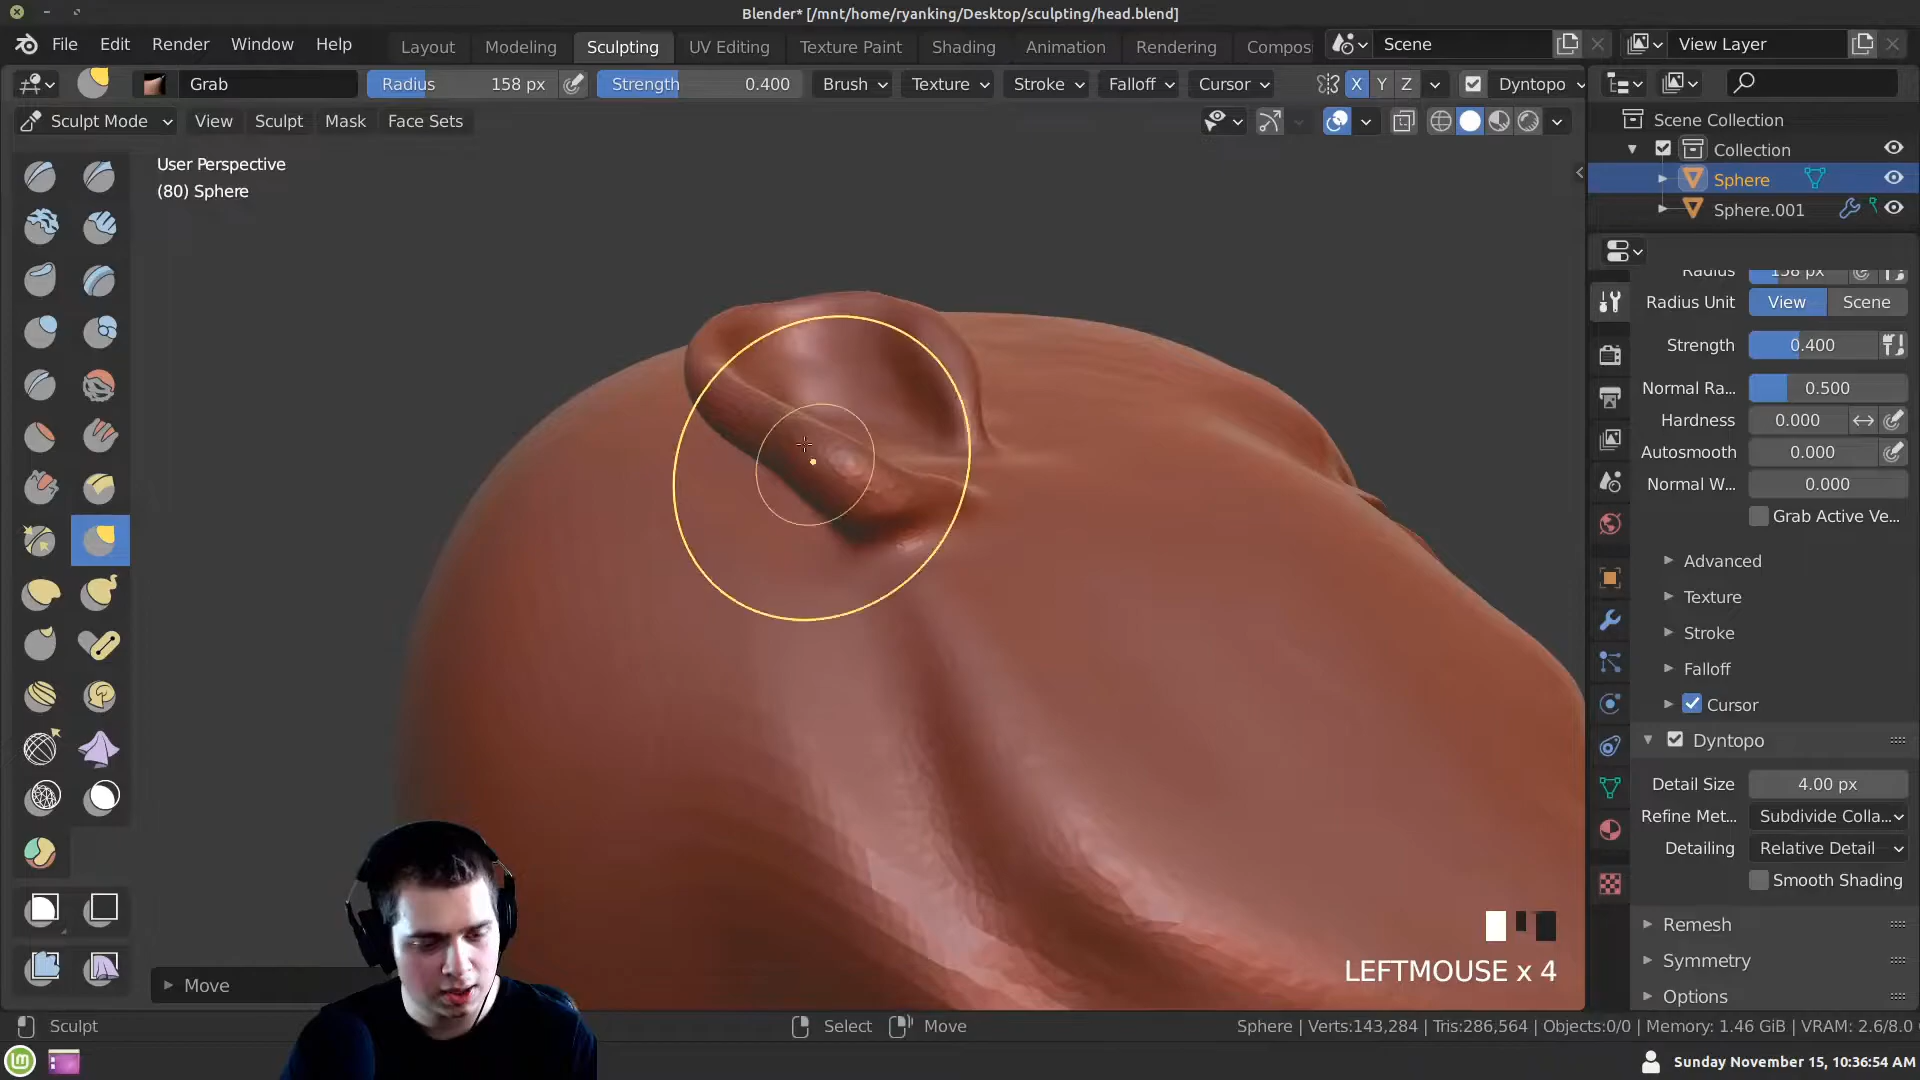 Blender* [/mnt/home/ryanking/Desktop/sculpting/head.blend]
File Edit Render Window Help
Layout Modeling Sculpting UV Editing Texture Paint Shading Animation Rendering Compos
Scene
View Layer
Grab
Radius 158 px
Strength 0.400
Brush Texture Stroke Falloff Cursor
X Y Z
Dyntopo
Sculpt Mode View Sculpt Mask Face Sets
User Perspective
(80) Sphere
Scene Collection
Collection
Sphere
Sphere.001
Radius 158 px
Radius Unit View Scene
Strength 0.400
Normal Ra... 0.500
Hardness 0.000
Autosmooth 0.000
Normal W... 0.000
Grab Active Ve...
Advanced
Texture
Stroke
Falloff
Cursor
Dyntopo
Detail Size 4.00 px
Refine Met... Subdivide Colla...
Detailing Relative Detail
Smooth Shading
Remesh
Symmetry
Options
LEFTMOUSE x 4
Move
Sculpt Select Move
Sphere | Verts:143,284 | Tris:286,564 | Objects:0/0 | Memory: 1.46 GiB | VRAM: 2.6/8.0
Sunday November 15, 10:36:54 AM